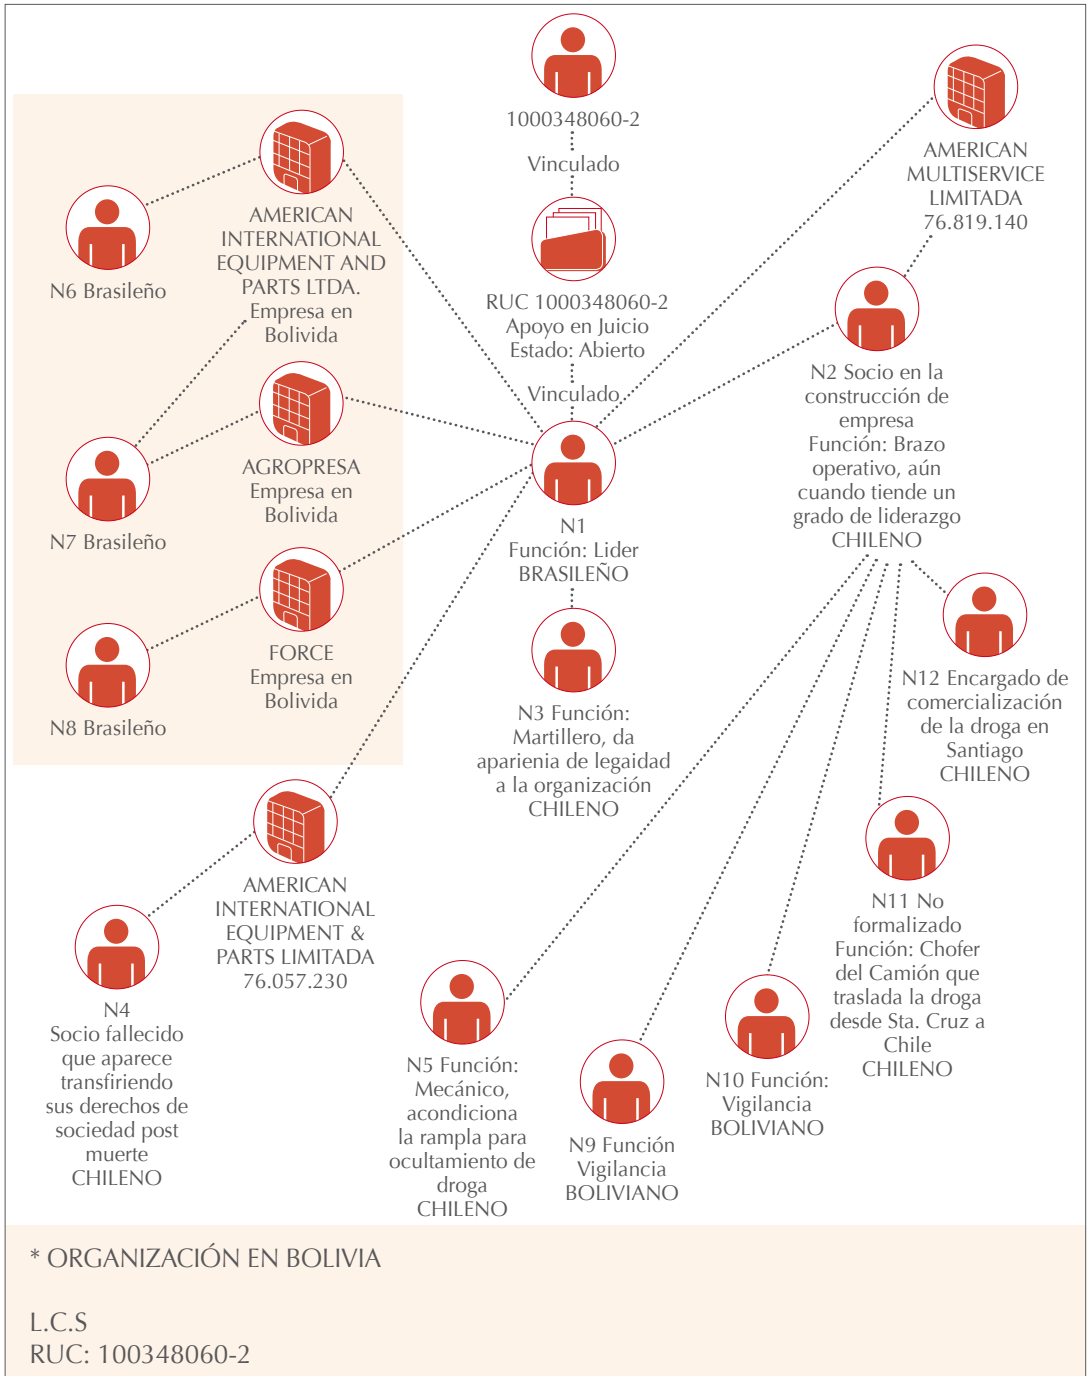 1000348060-2
Vinculado
RUC 1000348060-2
Apoyo en Juicio
Estado: Abierto
Vinculado
AMERICAN
MULTISERVICE
LIMITADA
76.819.140
AMERICAN
INTERNATIONAL
EQUIPMENT AND
PARTS LTDA.
Empresa en
Bolivida
N6 Brasileño
AGROPRESA
Empresa en
Bolivida
N7 Brasileño
FORCE
Empresa en
Bolivida
N8 Brasileño
N1
Función: Lider
BRASILEÑO
N2 Socio en la
construcción de
empresa
Función: Brazo
operativo, aún
cuando tiende un
grado de liderazgo
CHILENO
N3 Función:
Martillero, da
aparienia de legaidad
a la organización
CHILENO
N12 Encargado de
comercialización
de la droga en
Santiago
CHILENO
AMERICAN
INTERNATIONAL
EQUIPMENT &
PARTS LIMITADA
76.057.230
N4
Socio fallecido
que aparece
transfiriendo
sus derechos de
sociedad post
muerte
CHILENO
N5 Función:
Mecánico,
acondiciona
la rampla para
ocultamiento de
droga
CHILENO
N9 Función
Vigilancia
BOLIVIANO
N10 Función:
Vigilancia
BOLIVIANO
N11 No
formalizado
Función: Chofer
del Camión que
traslada la droga
desde Sta. Cruz a
Chile
CHILENO
* ORGANIZACIÓN EN BOLIVIA
L.C.S
RUC: 100348060-2